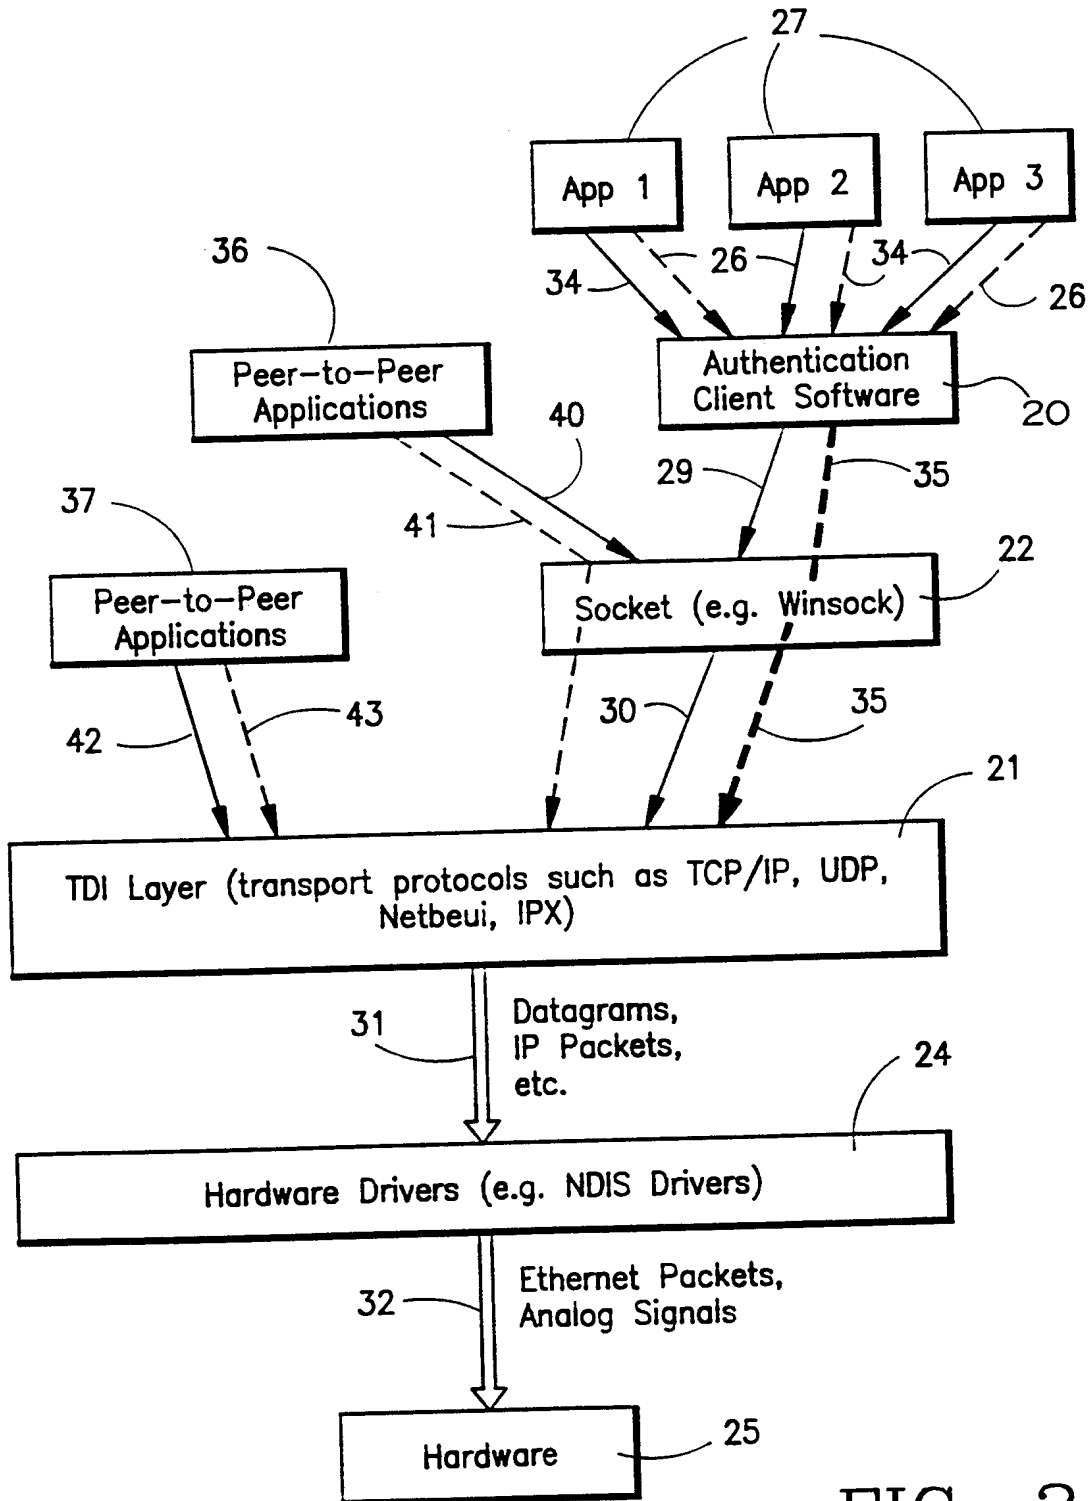 27
App 1
App 2
App 3
36
34
26
34
26
Peer-to-Peer
Applications
Authentication
Client Software
20
40
29
35
37
41
22
Peer-to-Peer
Applications
Socket (e.g. Winsock)
42
43
30
35
21
TDI Layer (transport protocols such as TCP/IP, UDP,
Netbeui, IPX)
31
Datagrams,
IP Packets,
etc.
24
Hardware Drivers (e.g. NDIS Drivers)
32
Ethernet Packets,
Analog Signals
Hardware
25
FIG.